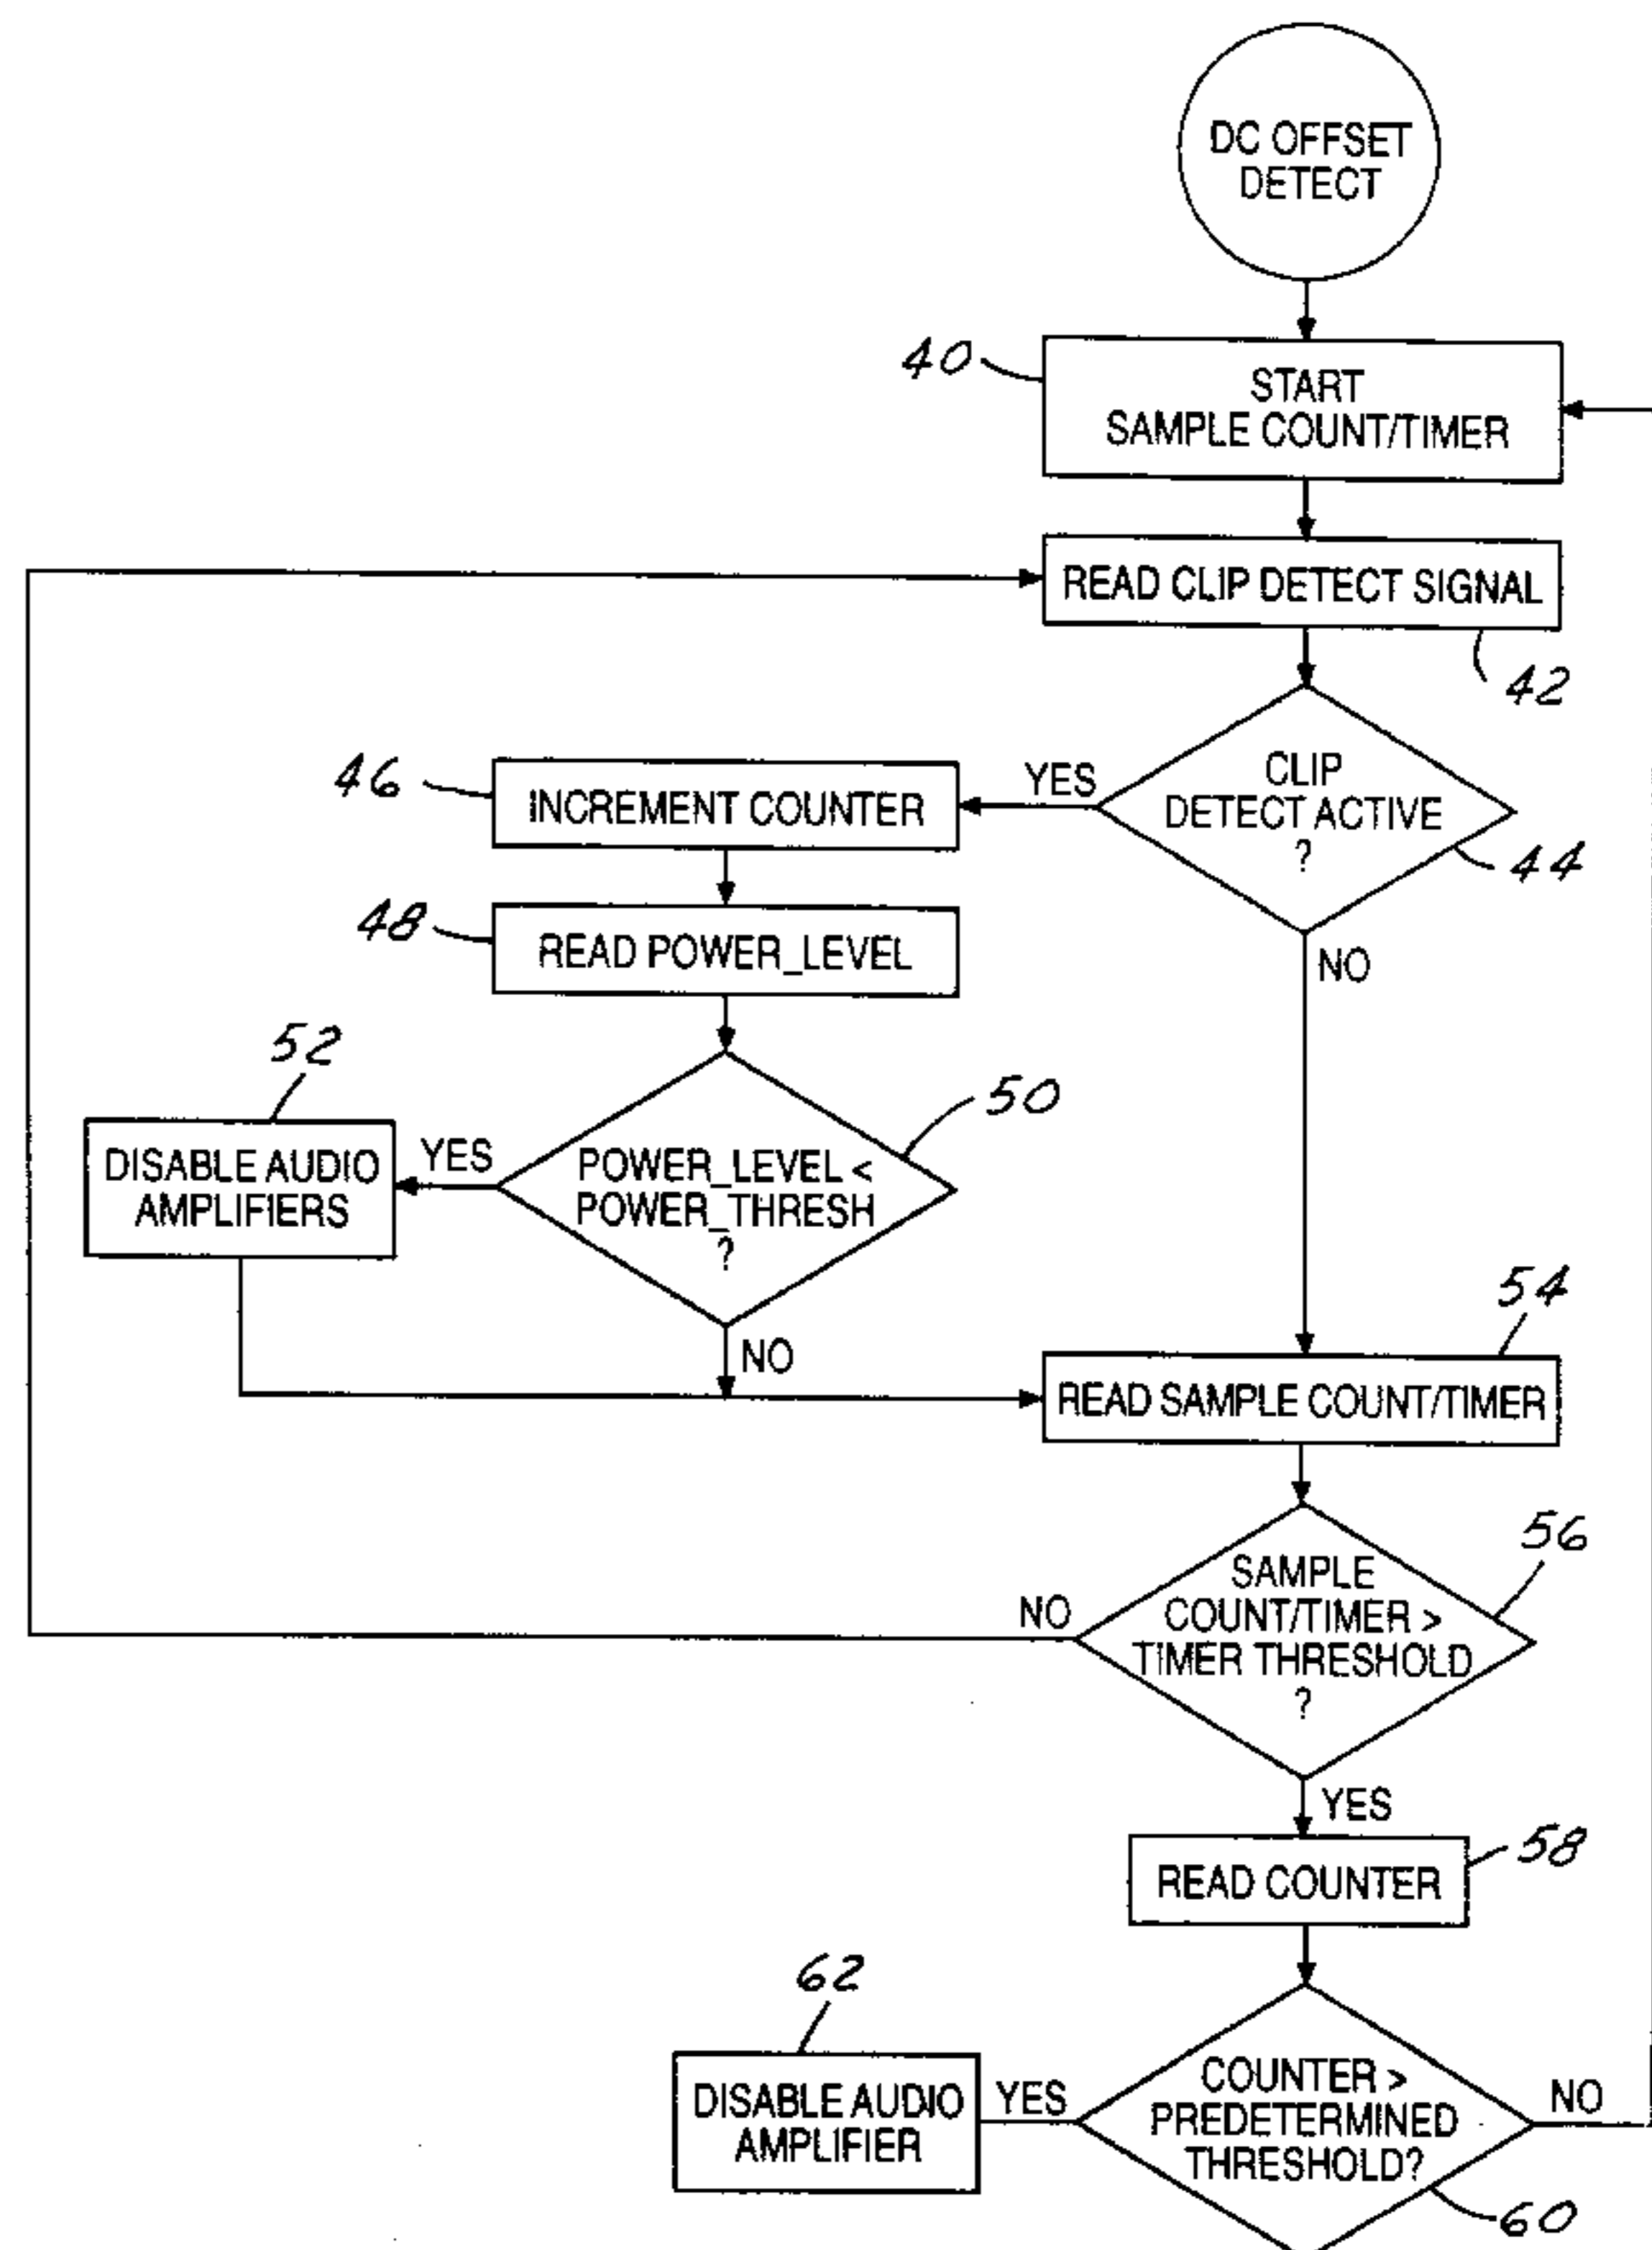 DC OFFSET
DETECT
40
START
SAMPLE COUNT/TIMER
READ CLIP DETECT SIGNAL
42
CLIP
DETECT ACTIVE
?
44
YES
NO
46
INCREMENT COUNTER
48
READ POWER_LEVEL
50
POWER_LEVEL <
POWER_THRESH
?
YES
NO
52
DISABLE AUDIO
AMPLIFIERS
54
READ SAMPLE COUNT/TIMER
56
SAMPLE
COUNT/TIMER >
TIMER THRESHOLD
?
NO
YES
58
READ COUNTER
62
DISABLE AUDIO
AMPLIFIER
YES
COUNTER >
PREDETERMINED
THRESHOLD?
NO
60